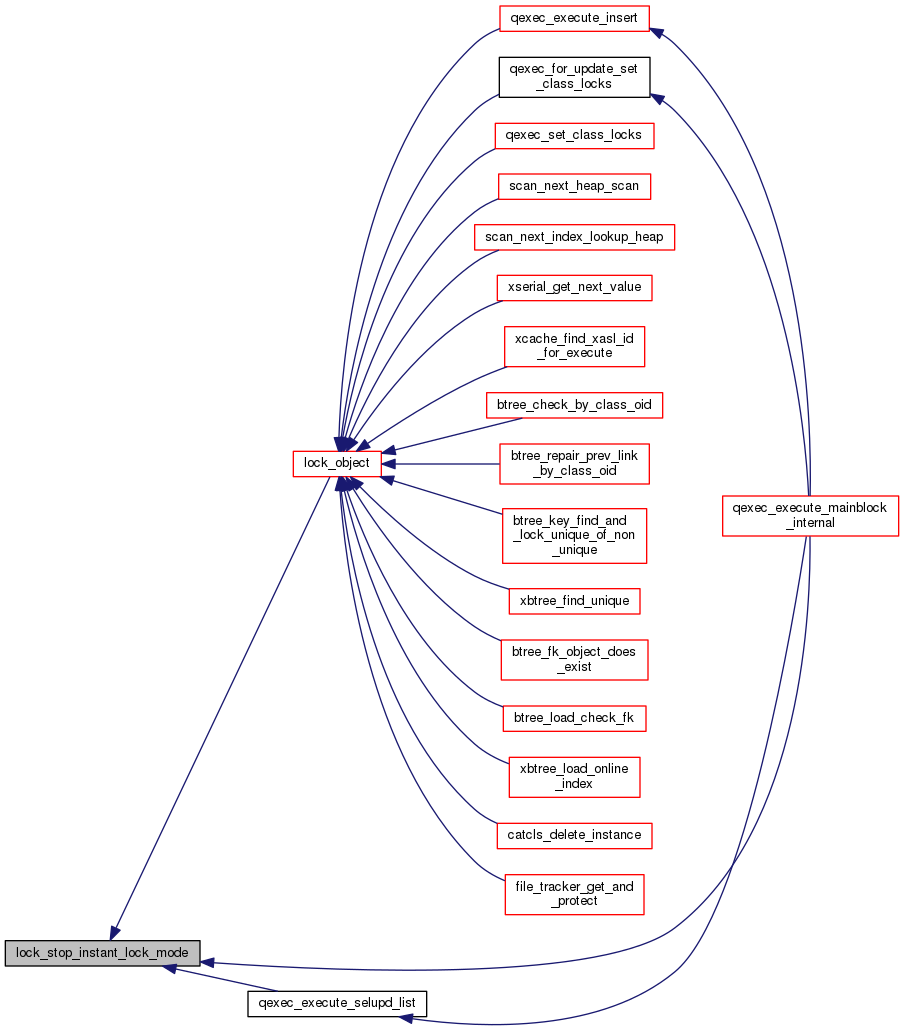 qexec_execute_insert
qexec_for_update_set
_class_locks
qexec_set_class_locks
scan_next_heap_scan
scan_next_index_lookup_heap
xserial_get_next_value
xcache_find_xasl_id
_for_execute
btree_check_by_class_oid
lock_object
btree_repair_prev_link
_by_class_oid
qexec_execute_mainblock
_internal
btree_key_find_and
_lock_unique_of_non
_unique
xbtree_find_unique
btree_fk_object_does
_exist
btree_load_check_fk
xbtree_load_online
_index
catcls_delete_instance
file_tracker_get_and
_protect
lock_stop_instant_lock_mode
qexec_execute_selupd_list